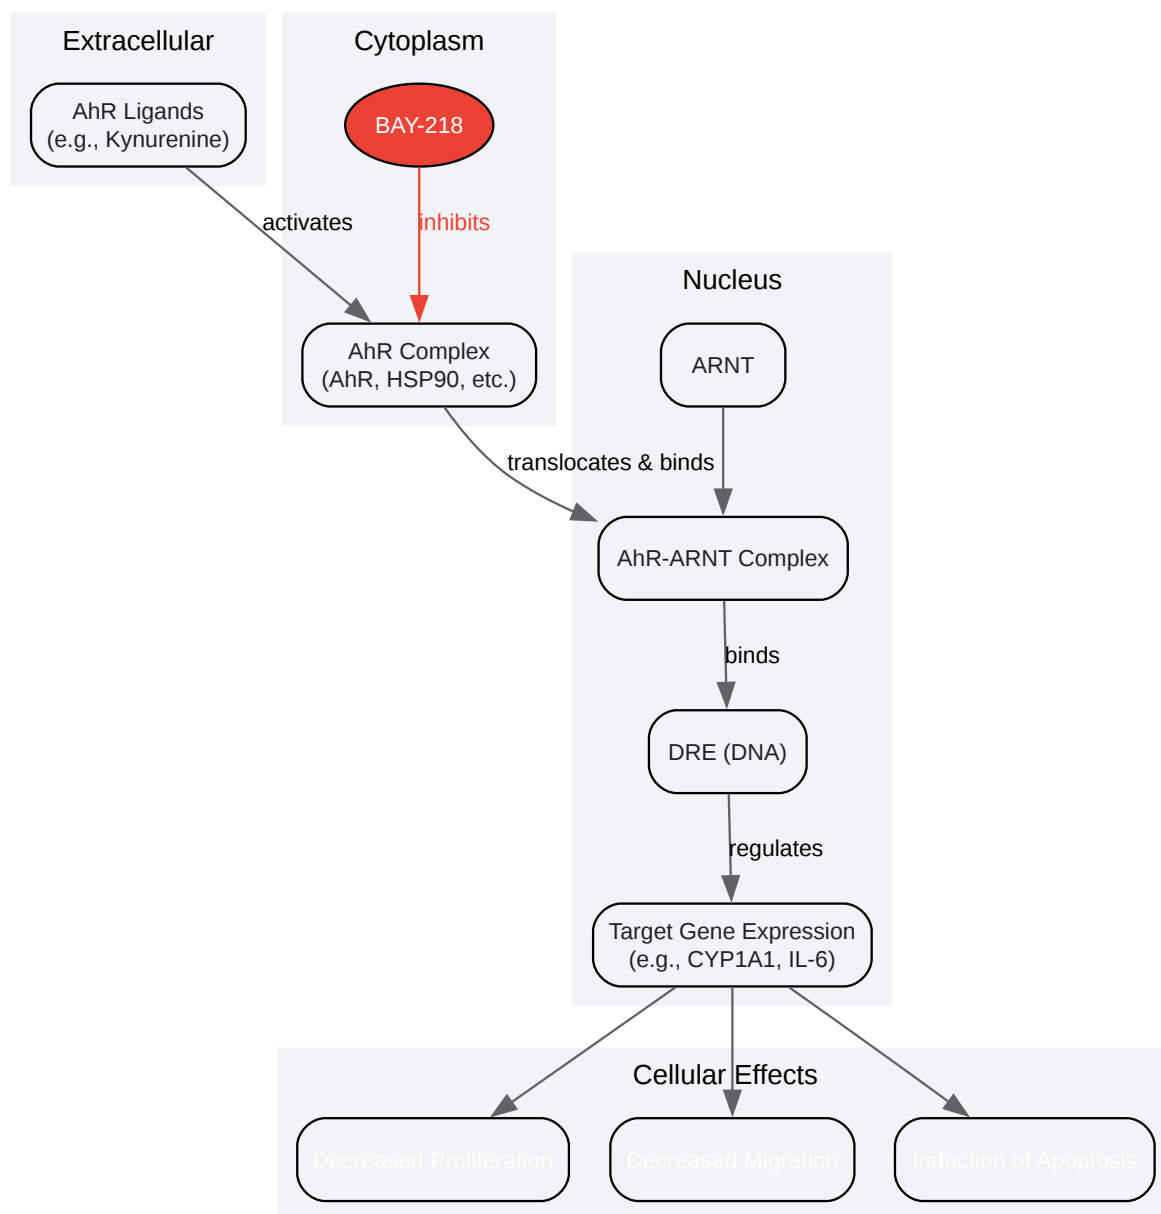 Extracellular
Cytoplasm
AhR Ligands
(e.g., Kynurenine)
BAY-218
activates
inhibits
Nucleus
AhR Complex
(AhR, HSP90, etc.)
ARNT
translocates & binds
AhR-ARNT Complex
binds
DRE (DNA)
regulates
Target Gene Expression
(e.g., CYP1A1, IL-6)
Cellular Effects
Decreased Proliferation
Decreased Migration
Induction of Apoptosis